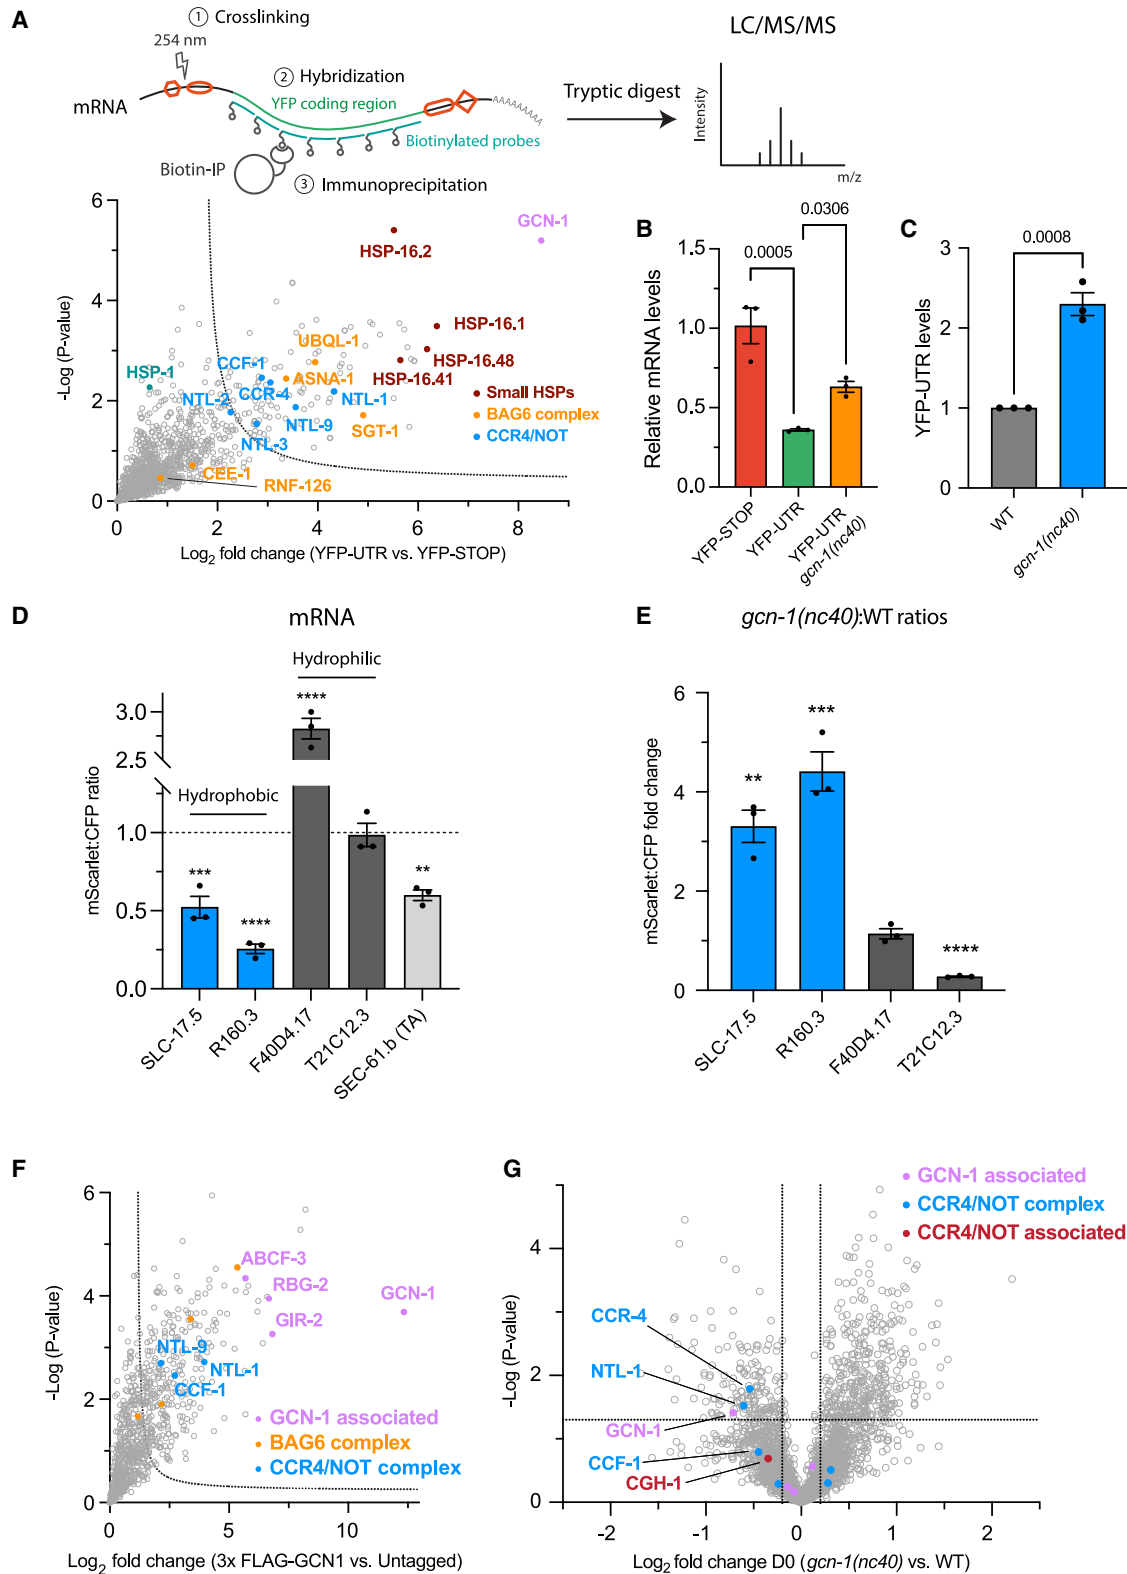 A
1 Crosslinking
254 nm
mRNA
2 Hybridization
YFP coding region
AAAAAAAA
Biotinylated probes
Biotin-IP
3 Immunoprecipitation
Tryptic digest
LC/MS/MS
Intensity
m/z
-Log (P-value)
6
4
2
0
GCN-1
HSP-16.2
HSP-16.1
HSP-16.48
HSP-16.41
UBQL-1
CCF-1
HSP-1
ASNA-1
CCR-4
NTL-2
NTL-1
NTL-9
SGT-1
NTL-3
CEE-1
RNF-126
Small HSPs
BAG6 complex
CCR4/NOT
0 2 4 6 8
Log2 fold change (YFP-UTR vs. YFP-STOP)
B
Relative mRNA levels
1.5
1.0
0.5
0.0
0.0005
0.0306
YFP-STOP
YFP-UTR
YFP-UTR
gcn-1(nc40)
C
YFP-UTR levels
3
2
1
0
0.0008
WT
gcn-1(nc40)
D
mRNA
mScarlet:CFP ratio
3.0
2.5
1.0
0.5
0.0
Hydrophilic
Hydrophobic
***
****
****
**
SLC-17.5
R160.3
F40D4.17
T21C12.3
SEC-61.b (TA)
E
gcn-1(nc40):WT ratios
mScarlet:CFP fold change
6
4
2
0
**
***
****
SLC-17.5
R160.3
F40D4.17
T21C12.3
F
-Log (P-value)
6
4
2
0
ABCF-3
RBG-2
GCN-1
GIR-2
NTL-9
NTL-1
CCF-1
GCN-1 associated
BAG6 complex
CCR4/NOT complex
0 5 10
Log2 fold change (3x FLAG-GCN1 vs. Untagged)
G
-Log (P-value)
4
2
0
GCN-1 associated
CCR4/NOT complex
CCR4/NOT associated
CCR-4
NTL-1
GCN-1
CCF-1
CGH-1
-2 -1 0 1 2
Log2 fold change D0 (gcn-1(nc40) vs. WT)